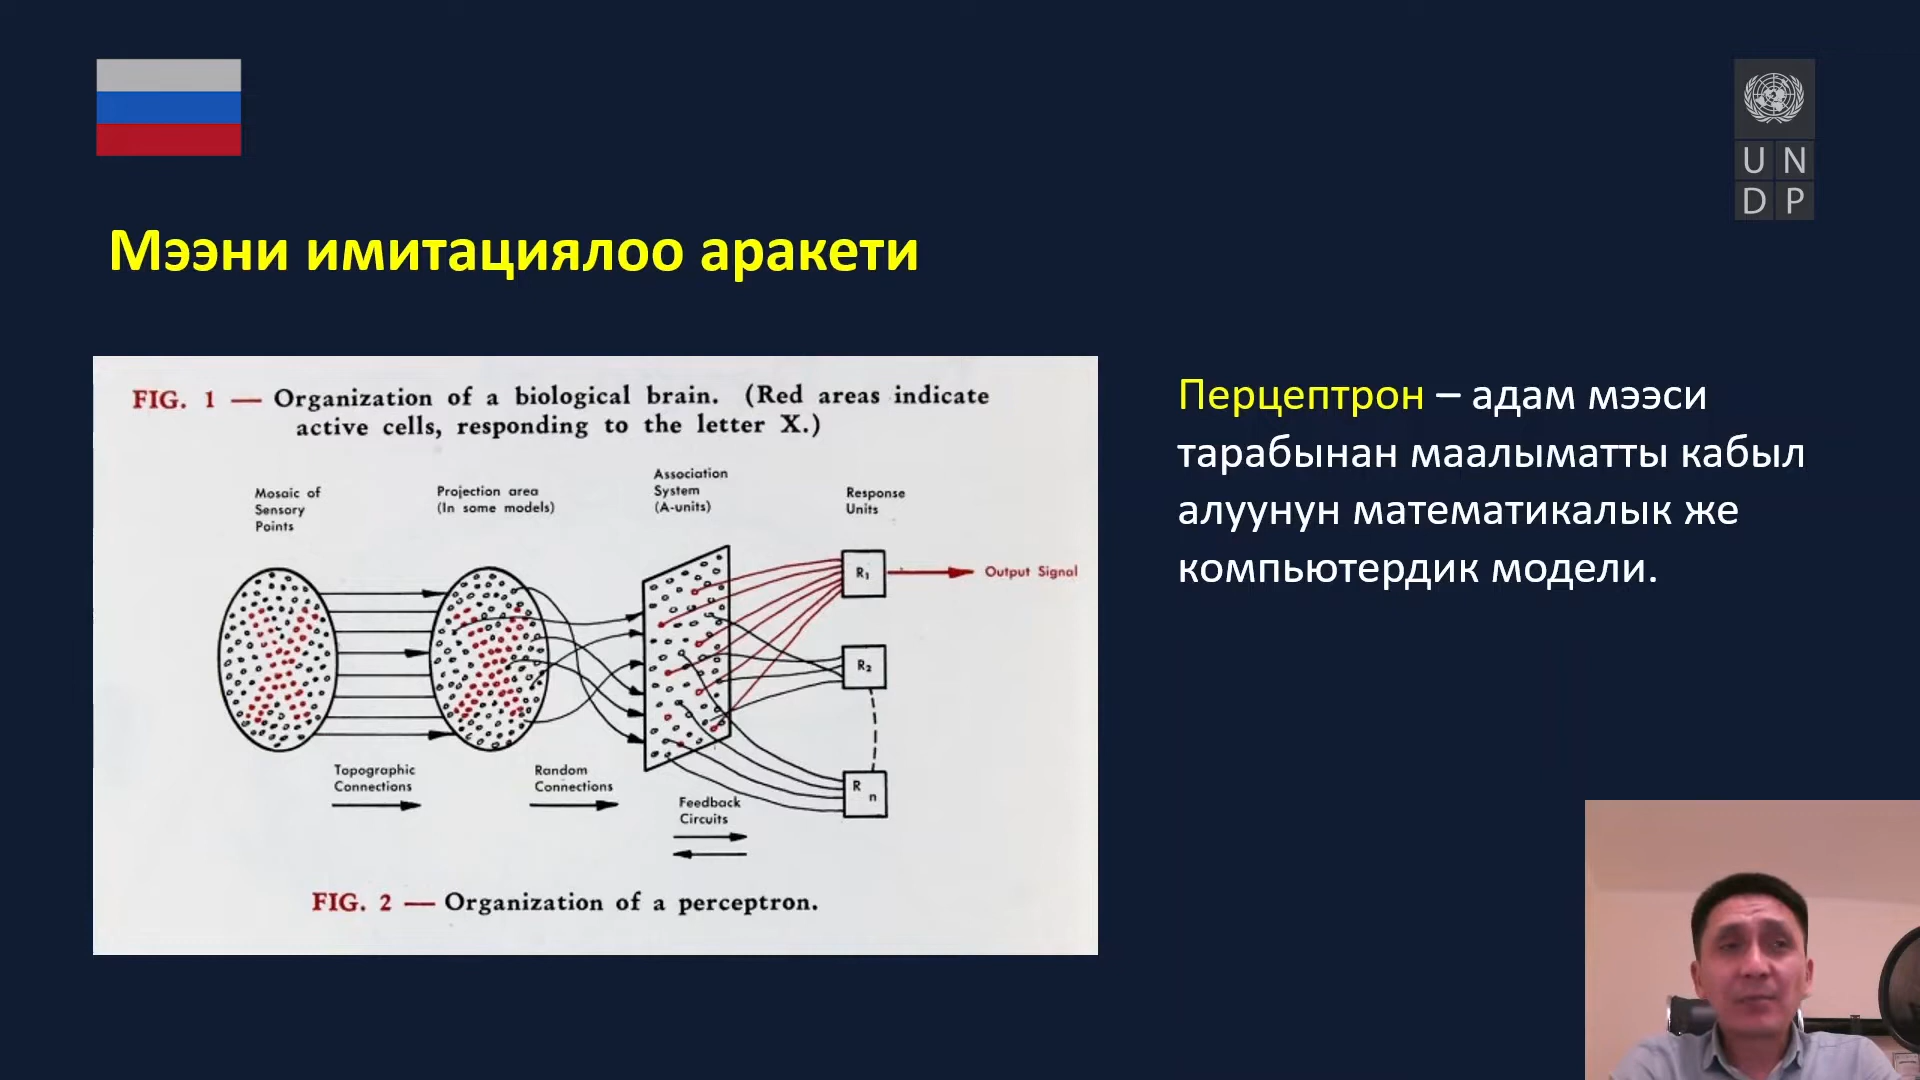 UN
DP
Мээни имитациялоо аракети
FIG. 1 — Organization of a biological brain. (Red areas indicate
active cells, responding to the letter X.)
Mosaic of
Sensory
Points
Projection area
(In some models)
Association
System
(A-units)
Response
Units
R₁
Output Signal
R₂
R n
Topographic
Connections
Random
Connections
Feedback
Circuits
FIG. 2 — Organization of a perceptron.
Перцептрон – адам мээси
тарабынан маалыматты кабыл
алуунун математикалык же
компьютердик модели.